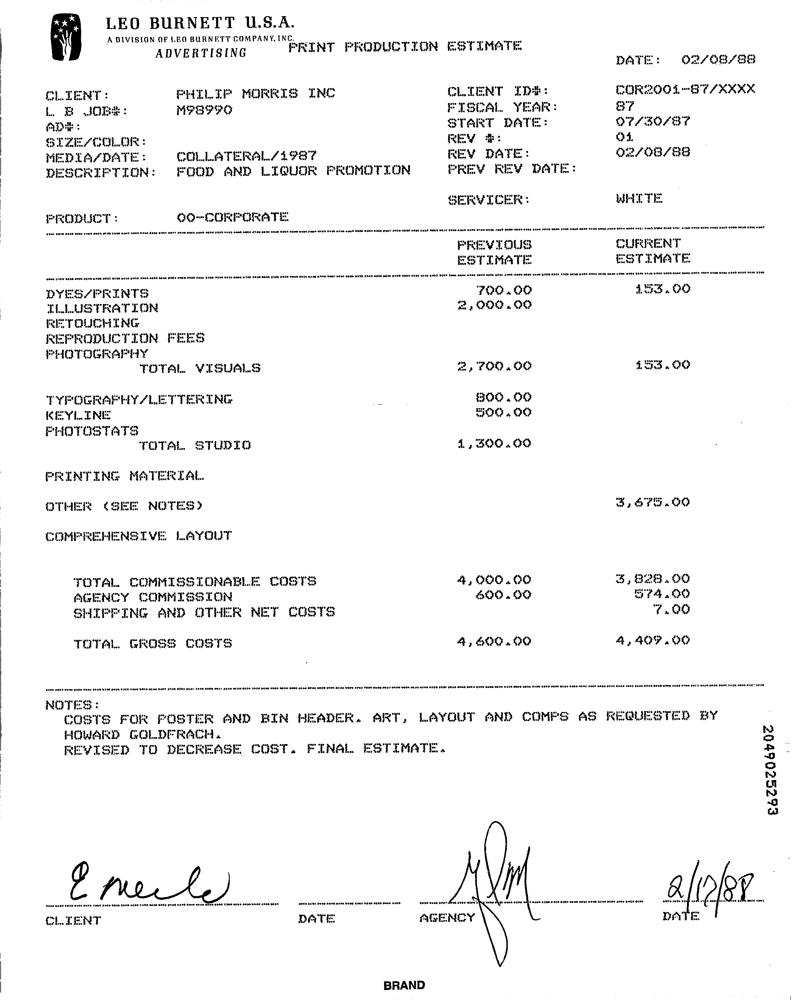 LEO BURNETT U.S.A.
A DIVISION OF LEO BURNETT COMPANY, INC.
ADVERTISING
PRINT PRODUCTION ESTIMATE
DATE: 02/08/88
CLIENT: PHILIP MORRIS INC CLIENT ID#: COR2001-87/XXXX
L B JOB#: M98990 FISCAL YEAR: 87
AD#: START DATE: 07/30/87
SIZE/COLOR: REV #: 01
MEDIA/DATE: COLLATERAL/1987 REV DATE: 02/08/88
DESCRIPTION: FOOD AND LIQUOR PROMOTION PREV REV DATE:
SERVICER: WHITE
PRODUCT: 00-CORPORATE
PREVIOUS CURRENT
ESTIMATE ESTIMATE
DYES/PRINTS 700.00 153.00
ILLUSTRATION 2,000.00
RETOUCHING
REPRODUCTION FEES
PHOTOGRAPHY
TOTAL VISUALS 2,700.00 153.00
TYPOGRAPHY/LETTERING 800.00
KEYLINE 500.00
PHOTOSTATS
TOTAL STUDIO 1,300.00
PRINTING MATERIAL
OTHER (SEE NOTES) 3,675.00
COMPREHENSIVE LAYOUT
TOTAL COMMISSIONABLE COSTS 4,000.00 3,828.00
AGENCY COMMISSION 600.00 574.00
SHIPPING AND OTHER NET COSTS 7.00
TOTAL GROSS COSTS 4,600.00 4,409.00
NOTES:
COSTS FOR POSTER AND BIN HEADER. ART, LAYOUT AND COMPS AS REQUESTED BY
HOWARD GOLDFRACH.
REVISED TO DECREASE COST. FINAL ESTIMATE.
2049025293
2/17/88
CLIENT DATE AGENCY DATE
BRAND